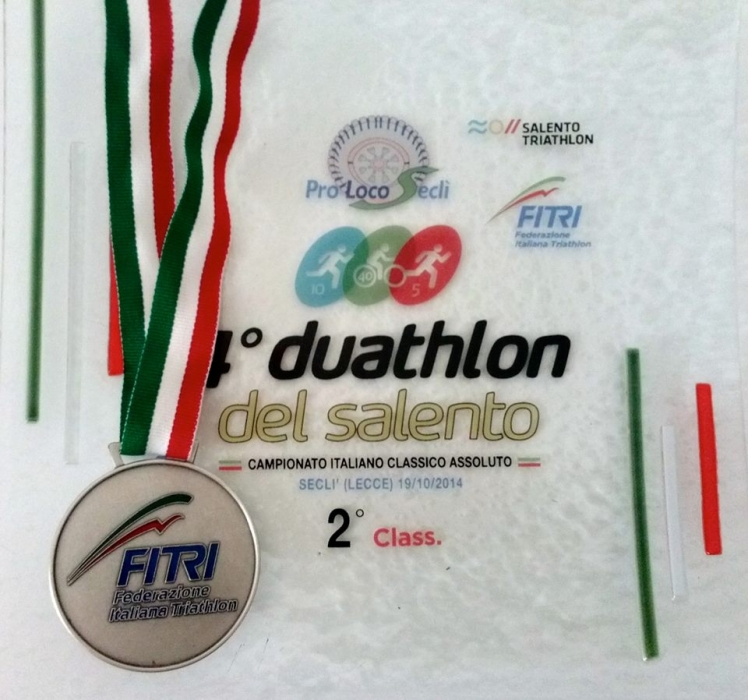 Pro Loco Secli
SALENTO
TRIATHLON
FITRI
Federazione
Italiana Triathlon
10 40 5
4° duathlon
del salento
CAMPIONATO ITALIANO CLASSICO ASSOLUTO
SECLI' (LECCE) 19/10/2014
2° Class.
FITRI
Federazione
Italiana Triathlon